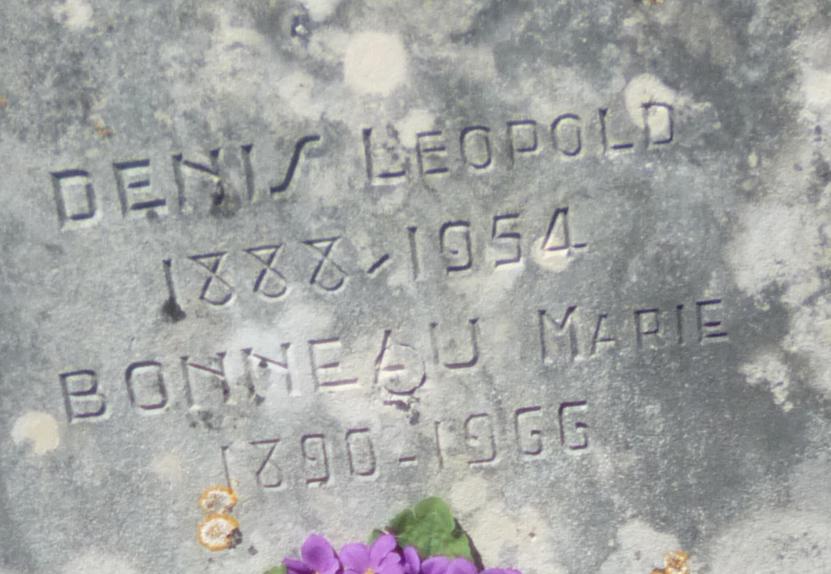 DENIS LEOPOLD
1888-1954
BONNEAU MARIE
1890-1966